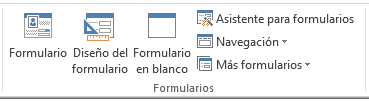 Formulario
Diseño del
formulario
Formulario
en blanco
Asistente para formularios
Navegación
Más formularios
Formularios